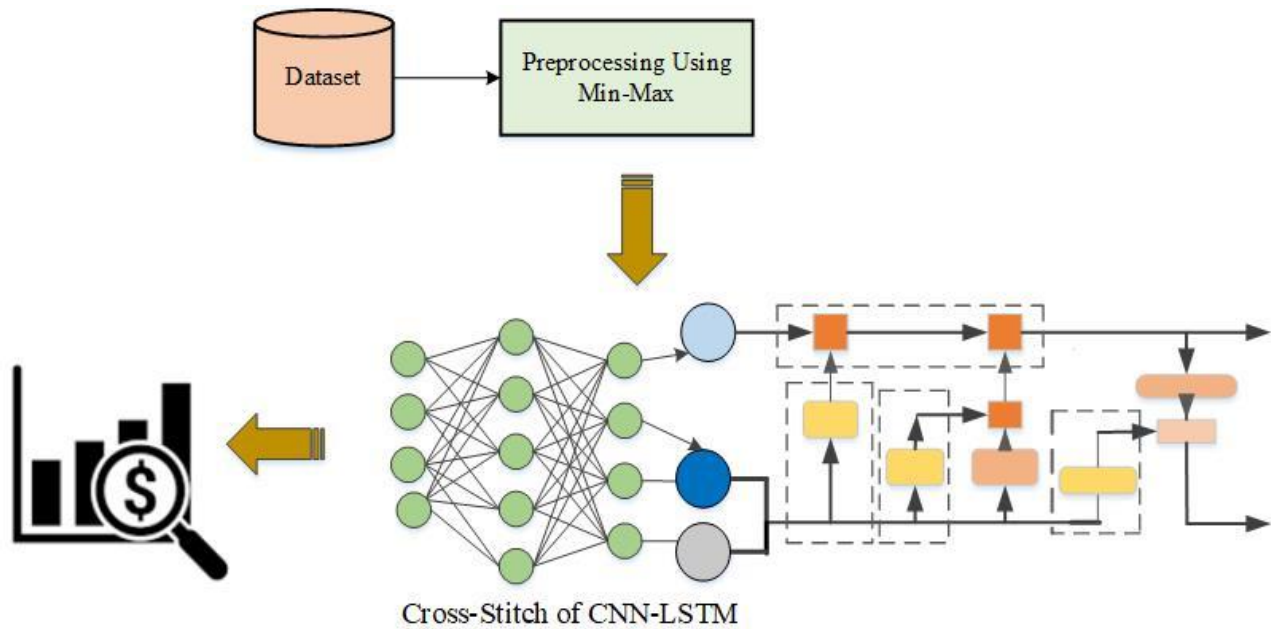 Dataset
Preprocessing Using
Min-Max
$
Cross-Stitch of CNN-LSTM